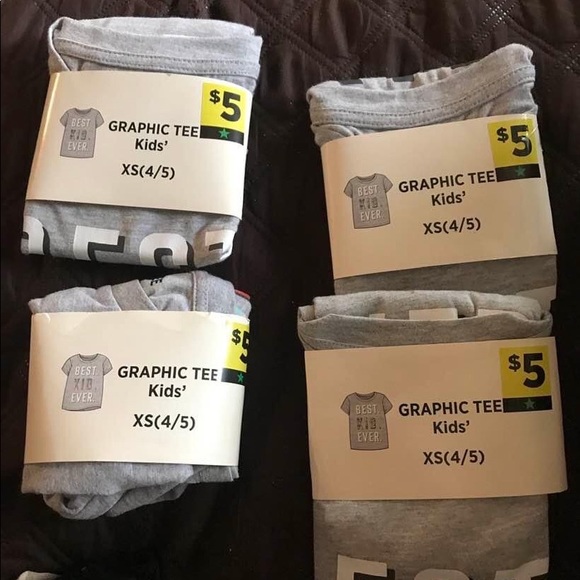 BEST
KID
EVER.
GRAPHIC TEE
Kids'
XS(4/5)
$5
BEST
KID.
EVER.
GRAPHIC TEE
Kids'
XS(4/5)
$5
BEST
KID
EVER.
GRAPHIC TEE
Kids'
XS(4/5)
$5
BEST
KID.
EVER.
GRAPHIC TEE
Kids'
XS(4/5)
$5